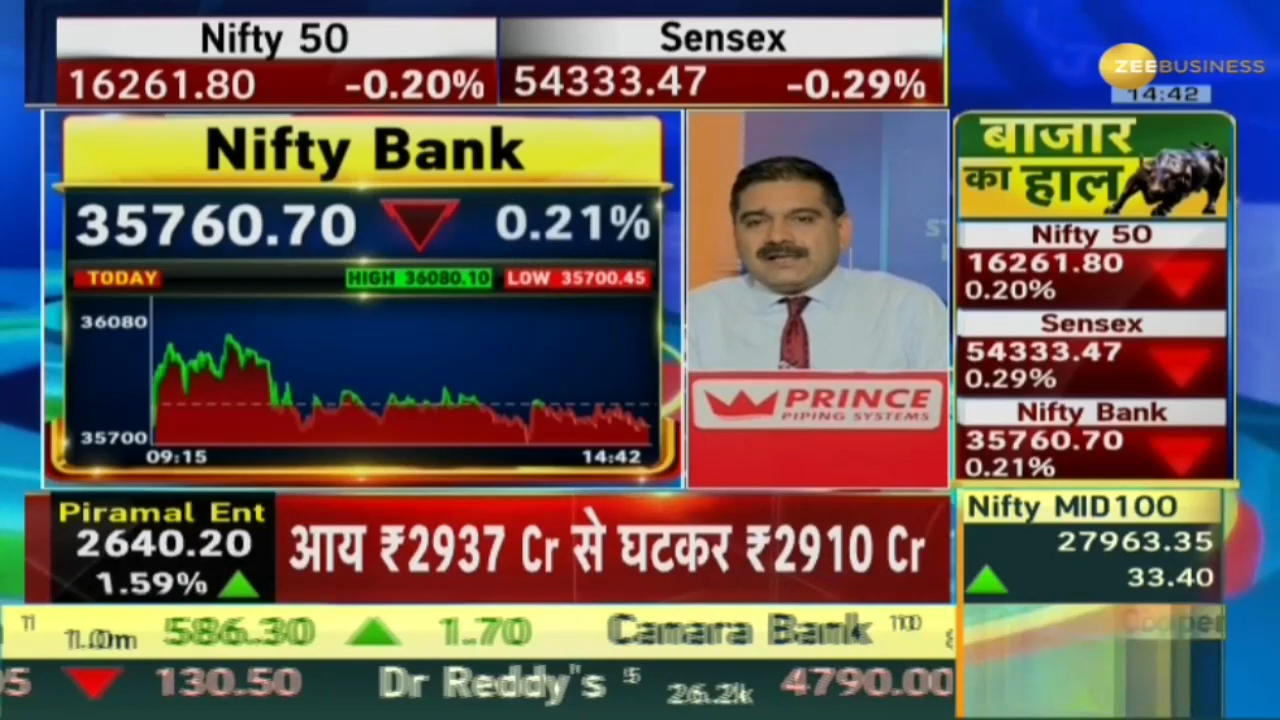 Nifty 50
16261.80 -0.20%
Sensex
54333.47 -0.29%
ZEEBUSINESS
14:42
Nifty Bank
35760.70 0.21%
TODAY HIGH 36080.10 LOW 35700.45
36080
35700
09:15 14:42
PRINCE
PIPING SYSTEMS
बाजार
का हाल
Nifty 50
16261.80
0.20%
Sensex
54333.47
0.29%
Nifty Bank
35760.70
0.21%
Nifty MID100
27963.35
33.40
Piramal Ent
2640.20
1.59%
आय ₹2937 Cr से घटकर ₹2910 Cr
586.30 1.70 Canara Bank
130.50 Dr Reddy's 26.2k 4790.00